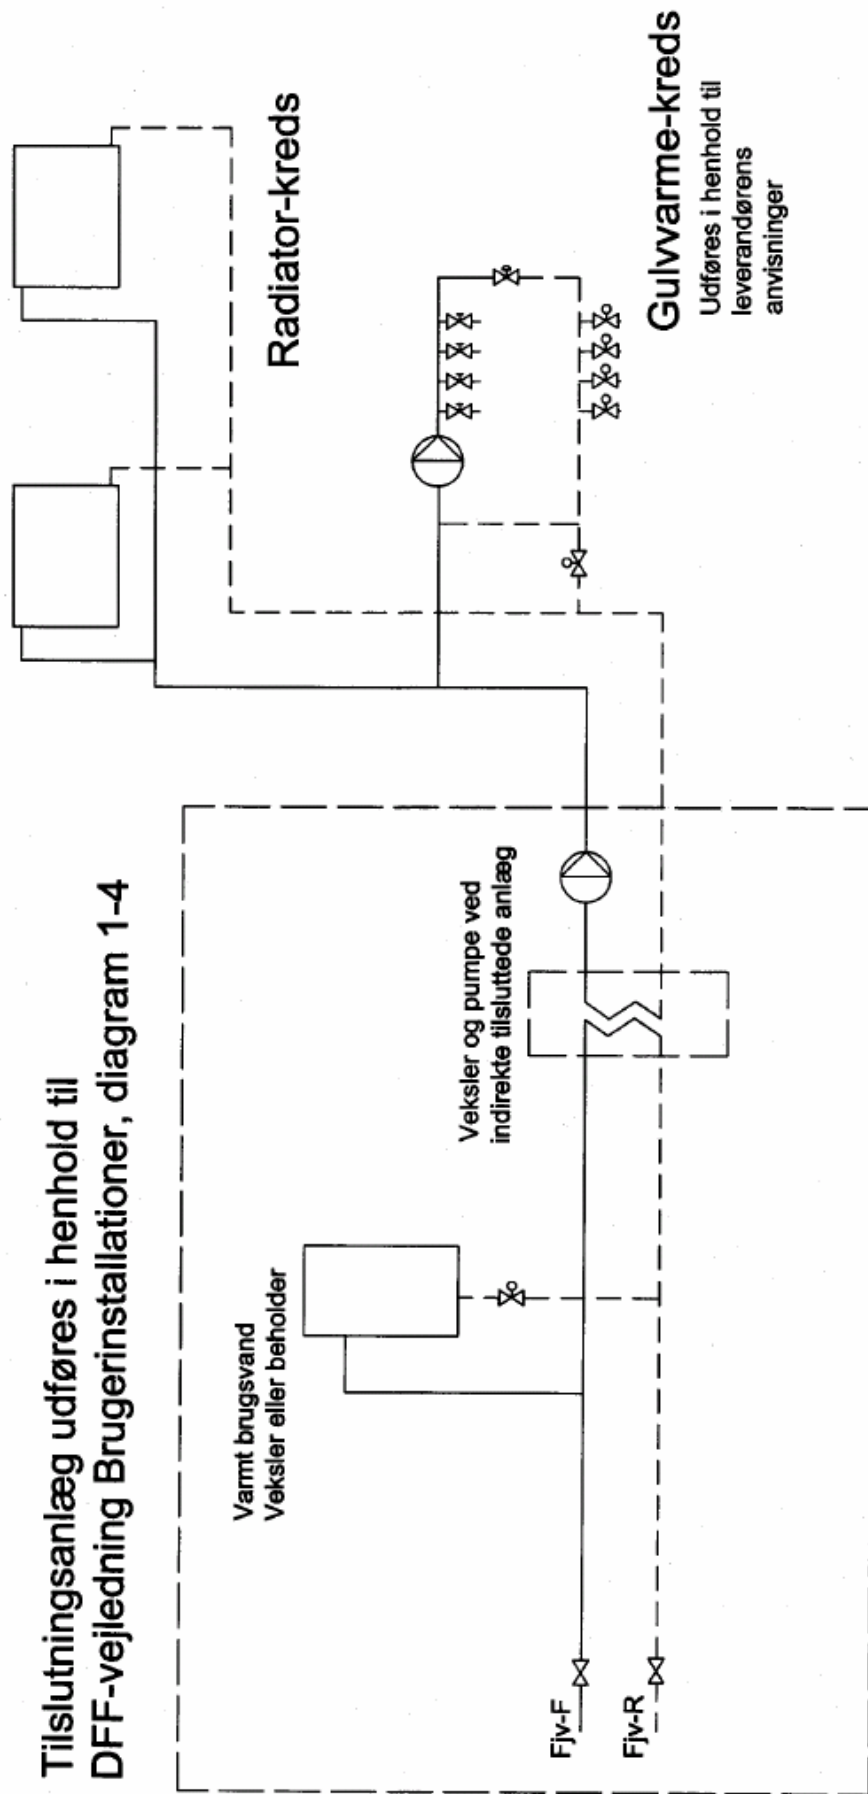 Tilslutningsanlæg udføres i henhold til
DFF-vejledning Brugerinstallationer, diagram 1-4
Varmt brugsvand
Veksler eller beholder
Veksler og pumpe ved
indirekte tilsluttede anlæg
Radiator-kreds
Gulvvarme-kreds
Udføres i henhold til
leverandørens
anvisninger
Fjv-F
Fjv-R